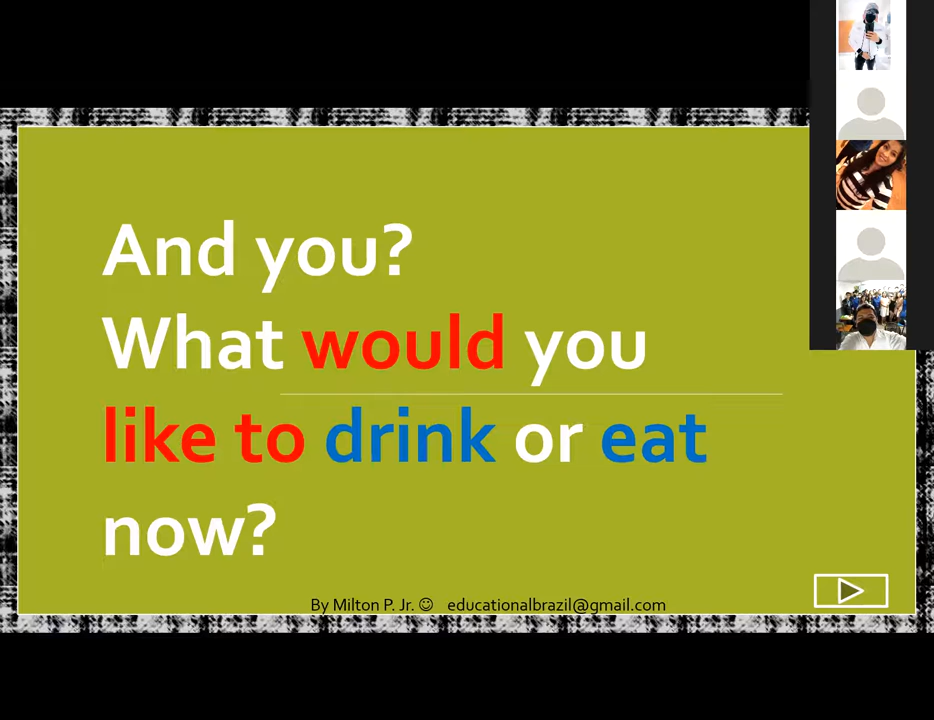 And you?
What would you
like to drink or eat
now?
By Milton P. Jr. ☺ educationalbrazil@gmail.com